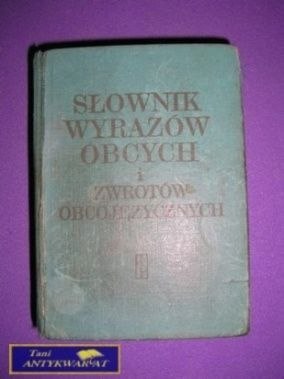 SŁOWNIK
WYRAZÓW
OBCYCH
i
ZWROTÓW
OBCOJĘZYCZNYCH
Tani
ANTYKWARIAT